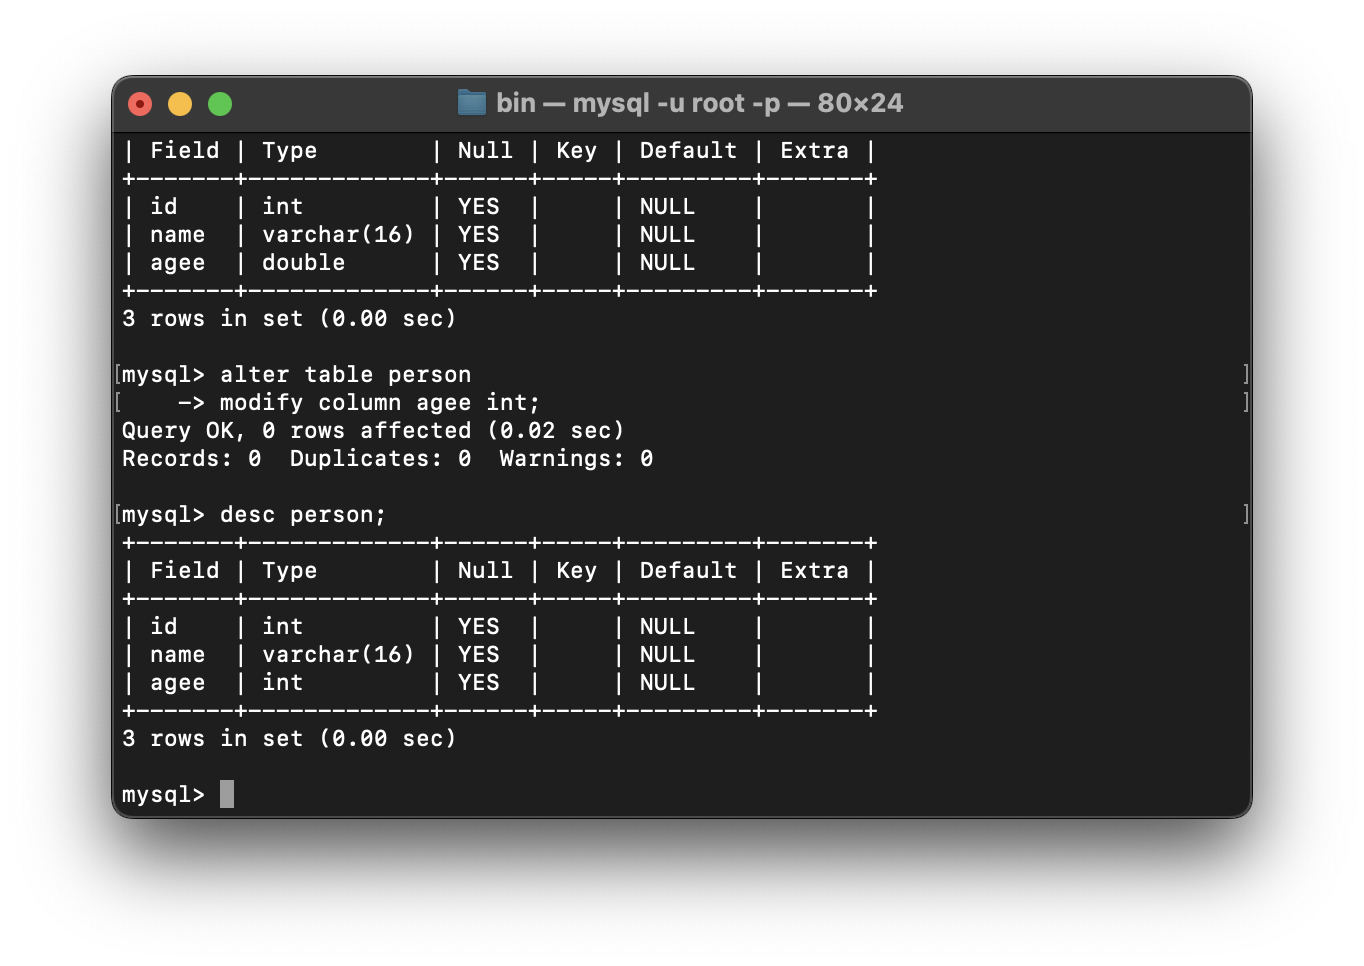 bin — mysql -u root -p — 80×24
| Field | Type        | Null | Key | Default | Extra |
+-------+-------------+------+-----+---------+-------+
| id    | int         | YES  |     | NULL    |       |
| name  | varchar(16) | YES  |     | NULL    |       |
| agee  | double      | YES  |     | NULL    |       |
+-------+-------------+------+-----+---------+-------+
3 rows in set (0.00 sec)

[mysql> alter table person ]
[    -> modify column agee int; ]
Query OK, 0 rows affected (0.02 sec)
Records: 0  Duplicates: 0  Warnings: 0

[mysql> desc person; ]
+-------+-------------+------+-----+---------+-------+
| Field | Type        | Null | Key | Default | Extra |
+-------+-------------+------+-----+---------+-------+
| id    | int         | YES  |     | NULL    |       |
| name  | varchar(16) | YES  |     | NULL    |       |
| agee  | int         | YES  |     | NULL    |       |
+-------+-------------+------+-----+---------+-------+
3 rows in set (0.00 sec)

mysql>